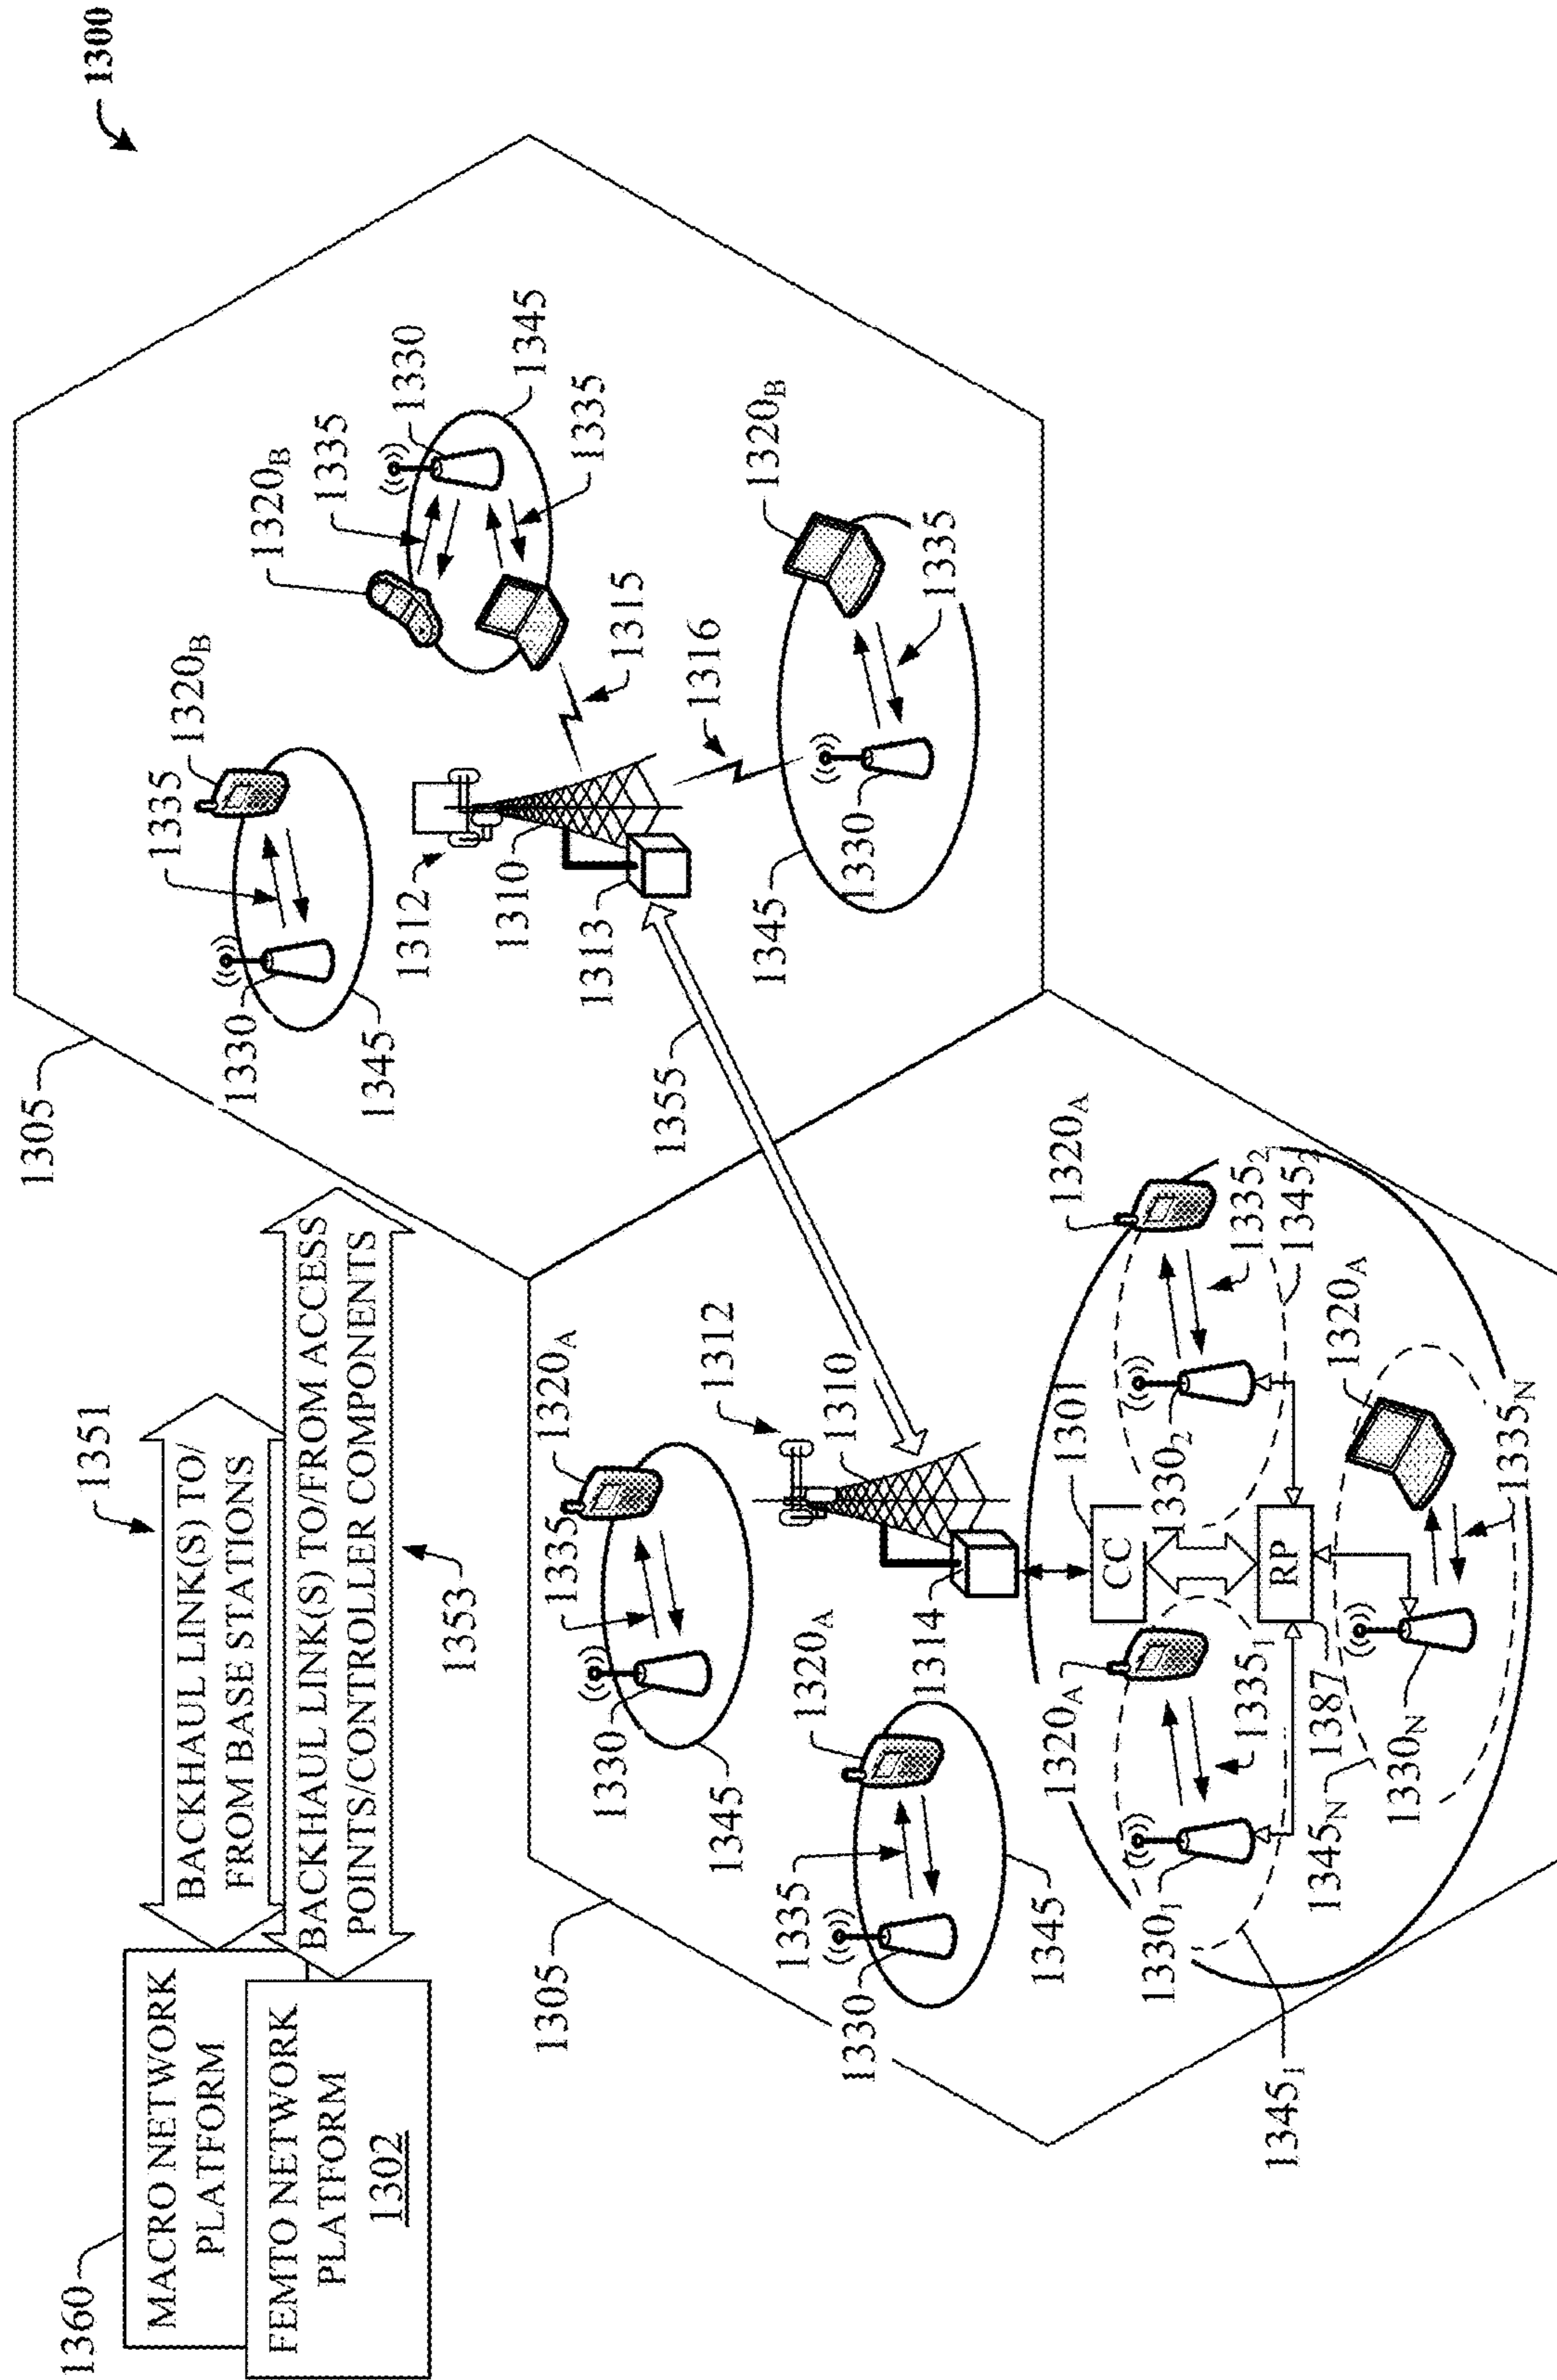 1300
1360
MACRO NETWORK
PLATFORM
FEMTO NETWORK
PLATFORM
1302
1351
BACKHAUL LINK(S) TO/
FROM BASE STATIONS
BACKHAUL LINK(S) TO/FROM ACCESS
POINTS/CONTROLLER COMPONENTS
1353
1305
1330
1345
1335
1320B
1312
1310
1313
1320B
1335
1330
1345
1335
1315
1316
1320B
1335
1330
1345
1355
1305
1330
1345
1335
1320A
1312
1310
1314
1330
1335
1320A
1345
1301
CC
RP
1387
1320A
1335₁
1330₁
1345₁
1320A
1335₂
1345₂
1330₂
1320A
1335N
1330N
1345N